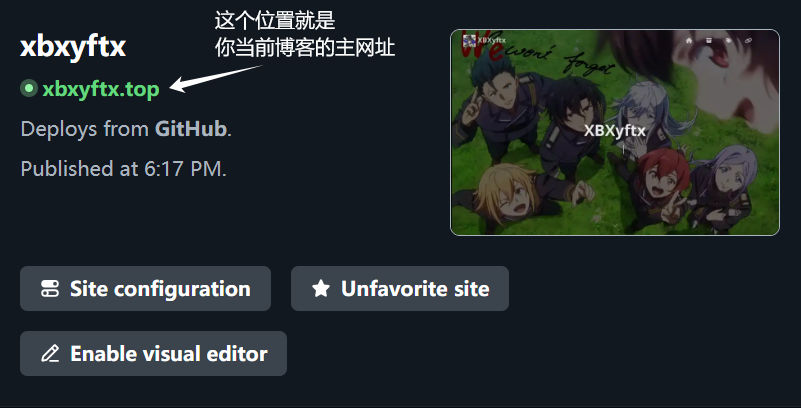 xbxyftx
这个位置就是
你当前博客的主网址
xbxyftx.top
Deploys from GitHub.
Published at 6:17 PM.
XBXyftx
We won't forget
XBXyftx
Site configuration
Unfavorite site
Enable visual editor